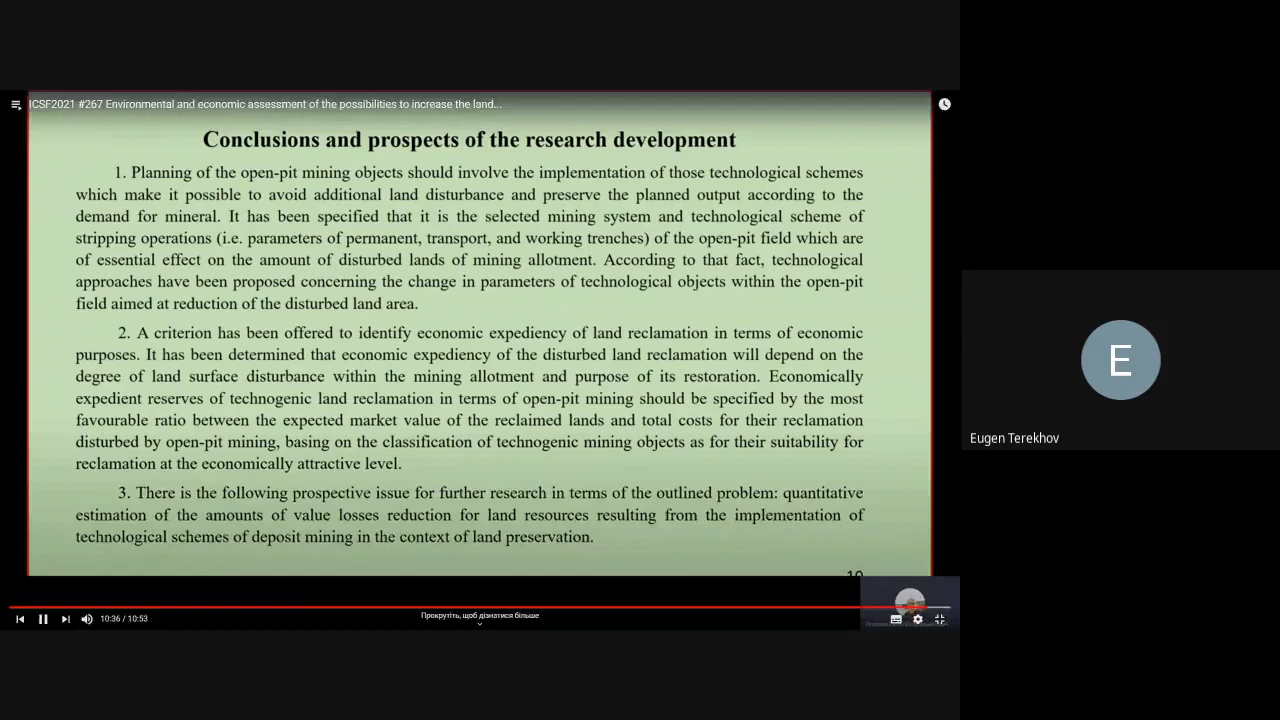 ICSF2021 #267 Environmental and economic assessment of the possibilities to increase the land...
Conclusions and prospects of the research development
1. Planning of the open-pit mining objects should involve the implementation of those technological schemes
which make it possible to avoid additional land disturbance and preserve the planned output according to the
demand for mineral. It has been specified that it is the selected mining system and technological scheme of
stripping operations (i.e. parameters of permanent, transport, and working trenches) of the open-pit field which are
of essential effect on the amount of disturbed lands of mining allotment. According to that fact, technological
approaches have been proposed concerning the change in parameters of technological objects within the open-pit
field aimed at reduction of the disturbed land area.
2. A criterion has been offered to identify economic expediency of land reclamation in terms of economic
purposes. It has been determined that economic expediency of the disturbed land reclamation will depend on the
degree of land surface disturbance within the mining allotment and purpose of its restoration. Economically
expedient reserves of technogenic land reclamation in terms of open-pit mining should be specified by the most
favourable ratio between the expected market value of the reclaimed lands and total costs for their reclamation
disturbed by open-pit mining, basing on the classification of technogenic mining objects as for their suitability for
reclamation at the economically attractive level.
3. There is the following prospective issue for further research in terms of the outlined problem: quantitative
estimation of the amounts of value losses reduction for land resources resulting from the implementation of
technological schemes of deposit mining in the context of land preservation.
10:36 / 10:53
Прокрутіть, щоб дізнатися більше
E
Eugen Terekhov